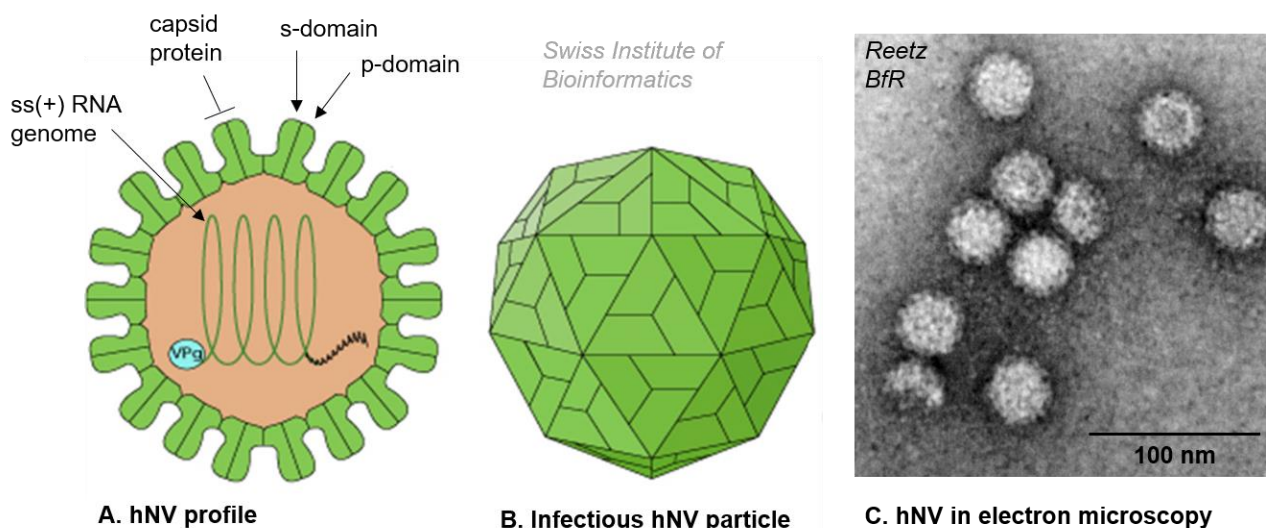 capsid
protein
s-domain
p-domain
ss(+) RNA
genome
VPg
A. hNV profile
Swiss Institute of
Bioinformatics
B. Infectious hNV particle
Reetz
BfR
100 nm
C. hNV in electron microscopy